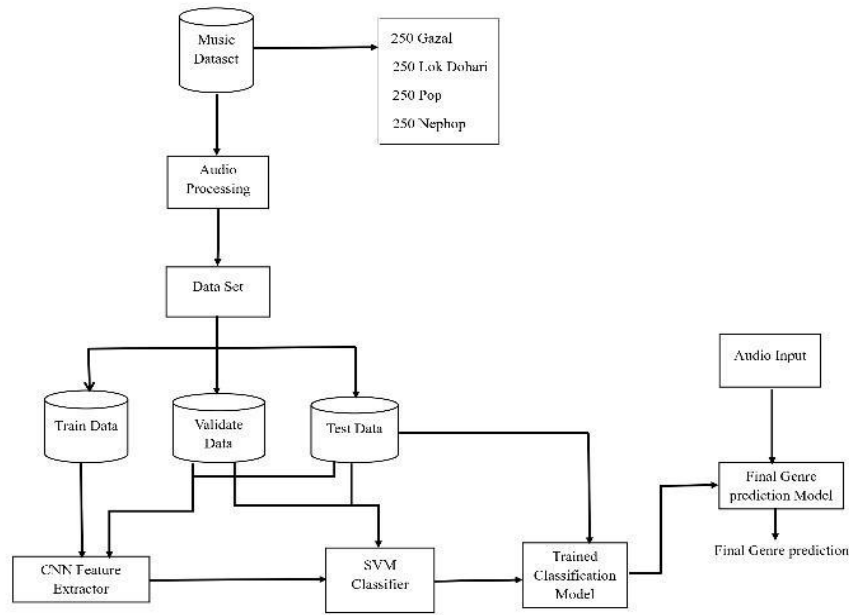 Music
Dataset
250 Gazal
250 Lok Dohari
250 Pop
250 Nephop
Audio
Processing
Data Set
Audio Input
Train Data
Validate
Data
Test Data
Final Genre
prediction Model
Final Genre prediction
CNN Feature
Extractor
SVM
Classifier
Trained
Classification
Model